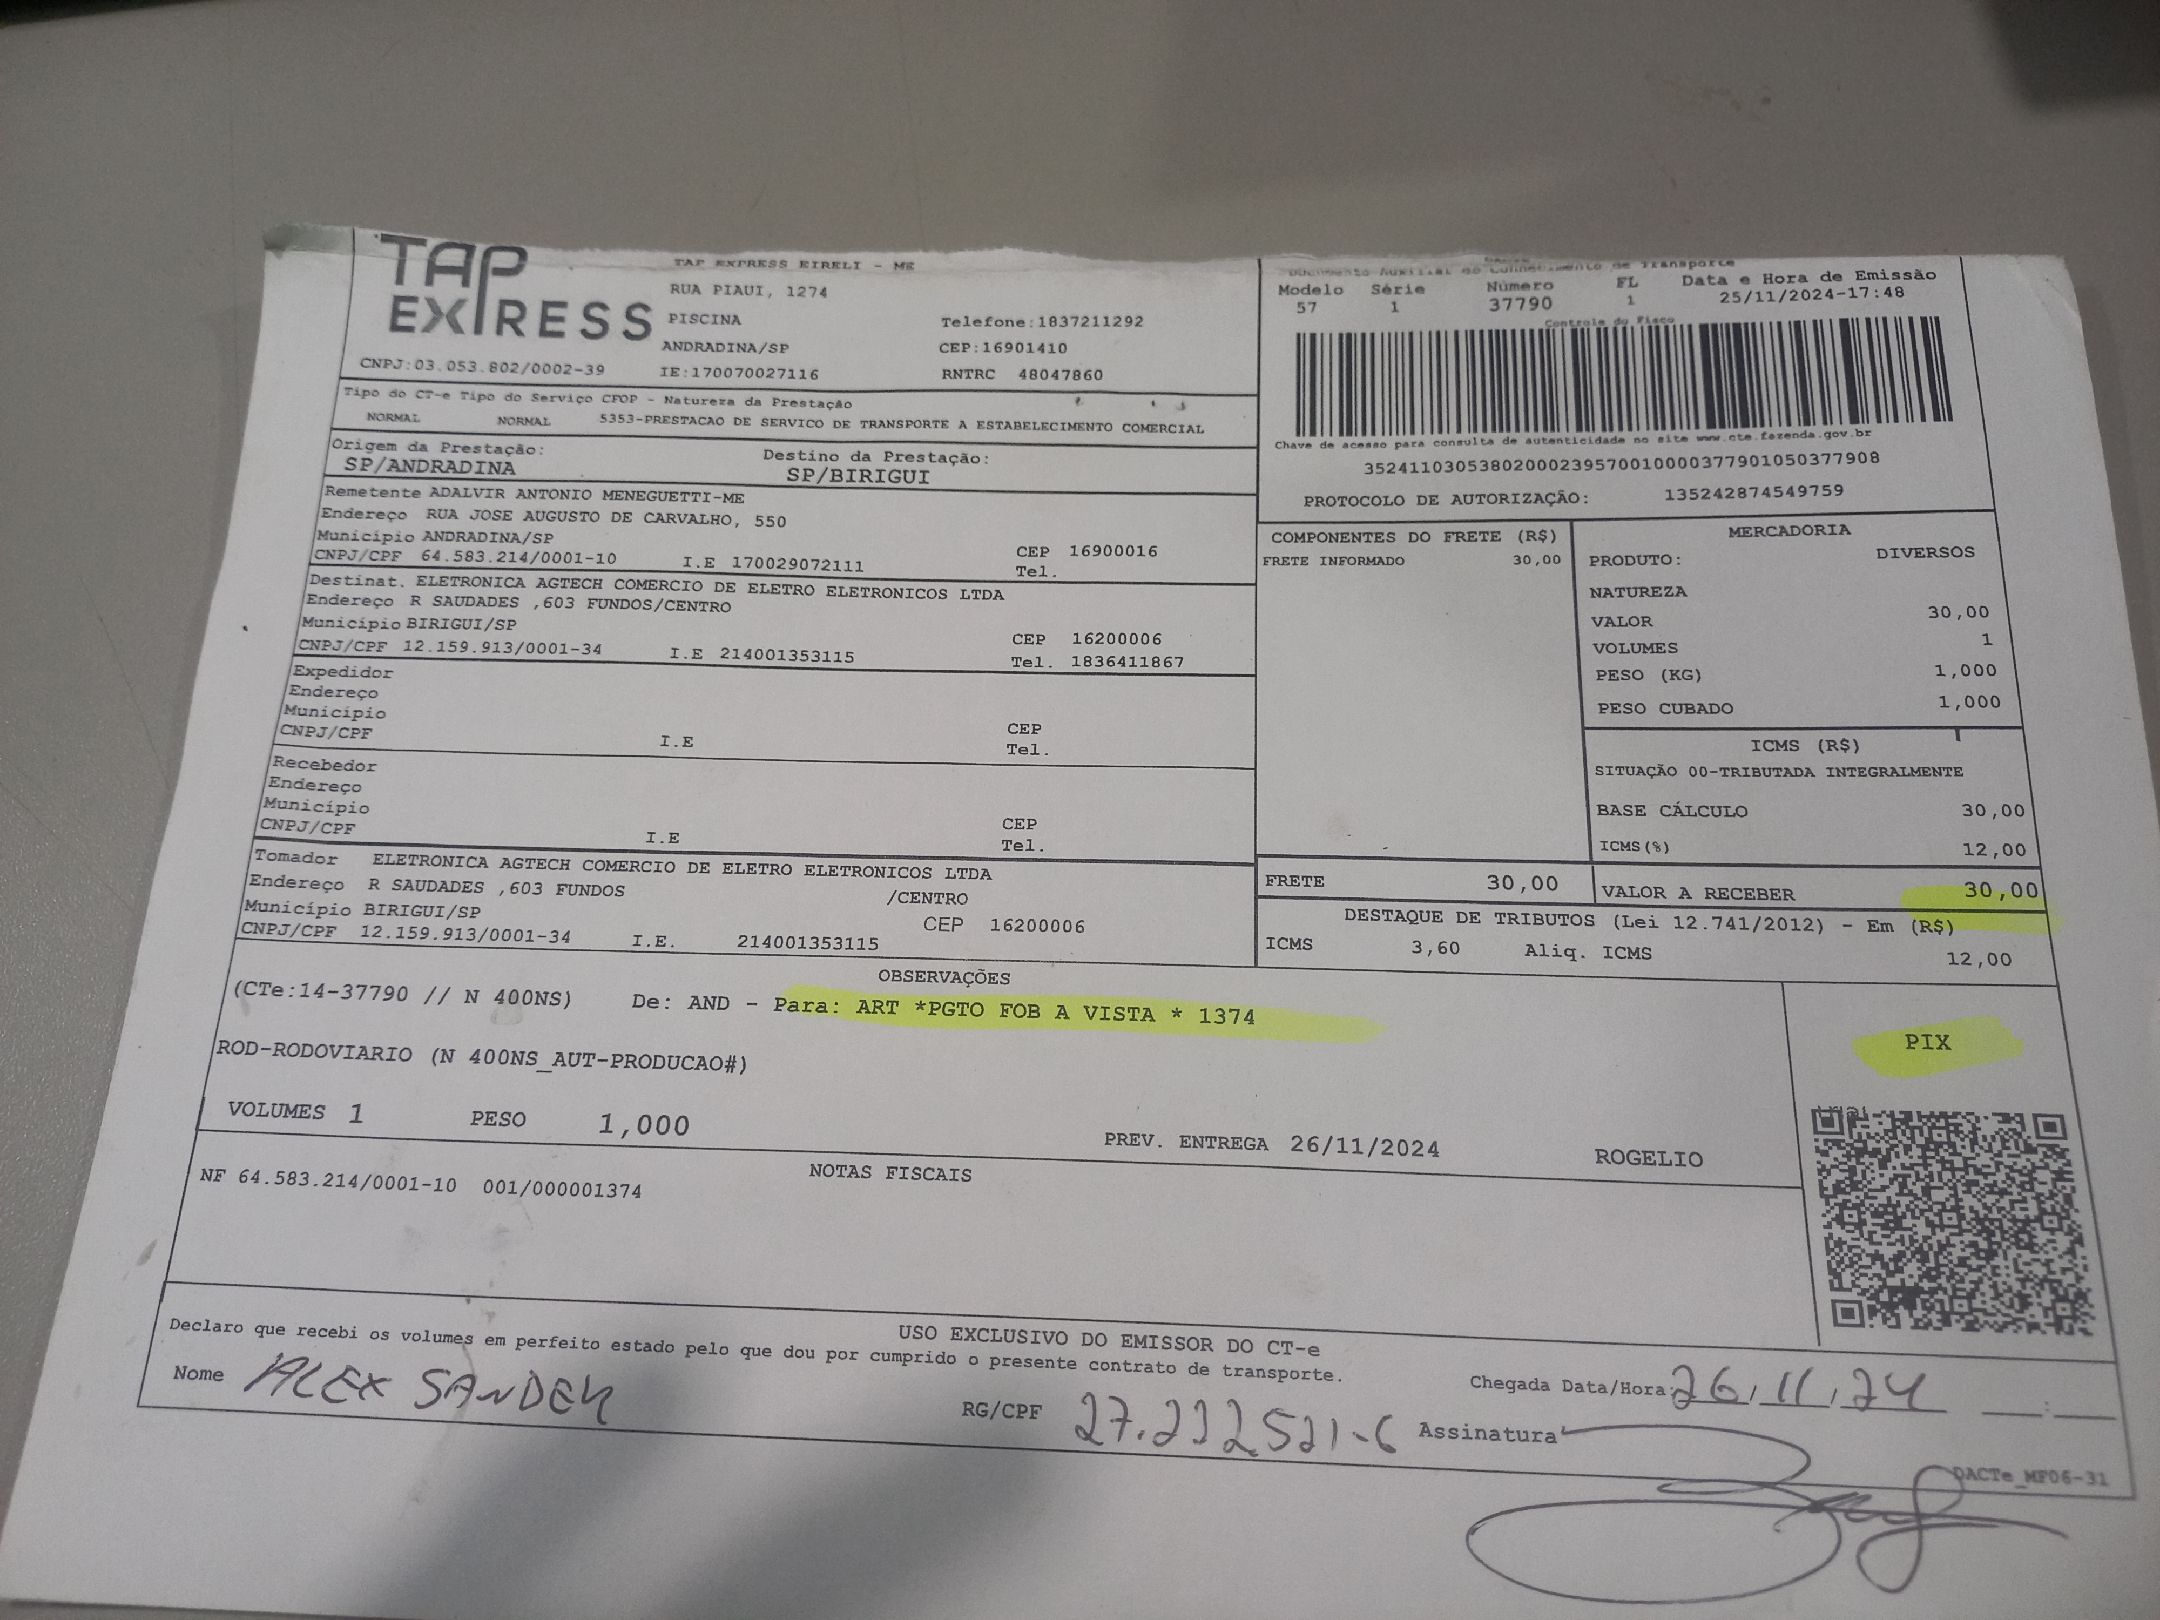 TAP
EXPRESS
TAP EXPRESS EIRELI - ME
RUA PIAUI, 1274
PISCINA Telefone:1837211292
ANDRADINA/SP CEP:16901410
CNPJ:03.053.802/0002-39 IE:170070027116 RNTRC 48047860
Tipo do CT-e Tipo do Serviço CFOP - Natureza da Prestação
NORMAL NORMAL 5353-PRESTACAO DE SERVICO DE TRANSPORTE A ESTABELECIMENTO COMERCIAL
Origem da Prestação: Destino da Prestação:
SP/ANDRADINA SP/BIRIGUI
Remetente ADALVIR ANTONIO MENEGUETTI-ME
Endereço RUA JOSE AUGUSTO DE CARVALHO, 550
Município ANDRADINA/SP CEP 16900016
CNPJ/CPF 64.583.214/0001-10 I.E 170029072111 Tel.
Destinat. ELETRONICA AGTECH COMERCIO DE ELETRO ELETRONICOS LTDA
Endereço R SAUDADES ,603 FUNDOS/CENTRO
Município BIRIGUI/SP CEP 16200006
CNPJ/CPF 12.159.913/0001-34 I.E 214001353115 Tel. 1836411867
Expedidor
Endereço
Município CEP
CNPJ/CPF I.E Tel.
Recebedor
Endereço
Município CEP
CNPJ/CPF I.E Tel.
Tomador ELETRONICA AGTECH COMERCIO DE ELETRO ELETRONICOS LTDA
Endereço R SAUDADES ,603 FUNDOS /CENTRO
Município BIRIGUI/SP CEP 16200006
CNPJ/CPF 12.159.913/0001-34 I.E. 214001353115
Documento Auxiliar do Conhecimento de Transporte
Modelo Série Número FL Data e Hora de Emissão
57 1 37790 1 25/11/2024-17:48
Controle do Fisco
Chave de acesso para consulta de autenticidade no site www.cte.fazenda.gov.br
35241103053802000239570010000377901050377908
PROTOCOLO DE AUTORIZAÇÃO: 135242874549759
COMPONENTES DO FRETE (R$)
FRETE INFORMADO 30,00
MERCADORIA
PRODUTO: DIVERSOS
NATUREZA
VALOR 30,00
VOLUMES 1
PESO (KG) 1,000
PESO CUBADO 1,000
ICMS (R$)
SITUAÇÃO 00-TRIBUTADA INTEGRALMENTE
BASE CÁLCULO 30,00
ICMS(%) 12,00
FRETE 30,00 VALOR A RECEBER 30,00
DESTAQUE DE TRIBUTOS (Lei 12.741/2012) - Em (R$)
ICMS 3,60 Aliq. ICMS 12,00
OBSERVAÇÕES
(CTe:14-37790 // N 400NS) De: AND - Para: ART *PGTO FOB A VISTA * 1374
ROD-RODOVIARIO (N 400NS_AUT-PRODUCAO#)
PIX
VOLUMES 1 PESO 1,000 PREV. ENTREGA 26/11/2024 ROGELIO
NOTAS FISCAIS
NF 64.583.214/0001-10 001/000001374
USO EXCLUSIVO DO EMISSOR DO CT-e
Declaro que recebi os volumes em perfeito estado pelo que dou por cumprido o presente contrato de transporte.
Nome ALEX SANDER RG/CPF 27.232521-6 Chegada Data/Hora: 26/11/24 __:__
Assinatura
DACTe_MF06-31